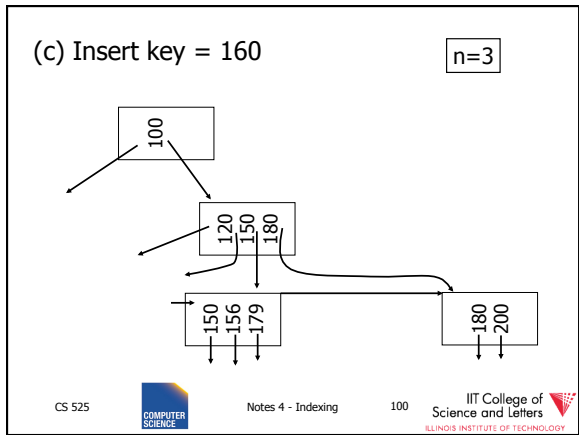 (c) Insert key = 160
n=3
100
120
150
180
150
156
179
180
200
CS 525
COMPUTER
SCIENCE
Notes 4 - Indexing
100
IIT College of
Science and Letters
ILLINOIS INSTITUTE OF TECHNOLOGY